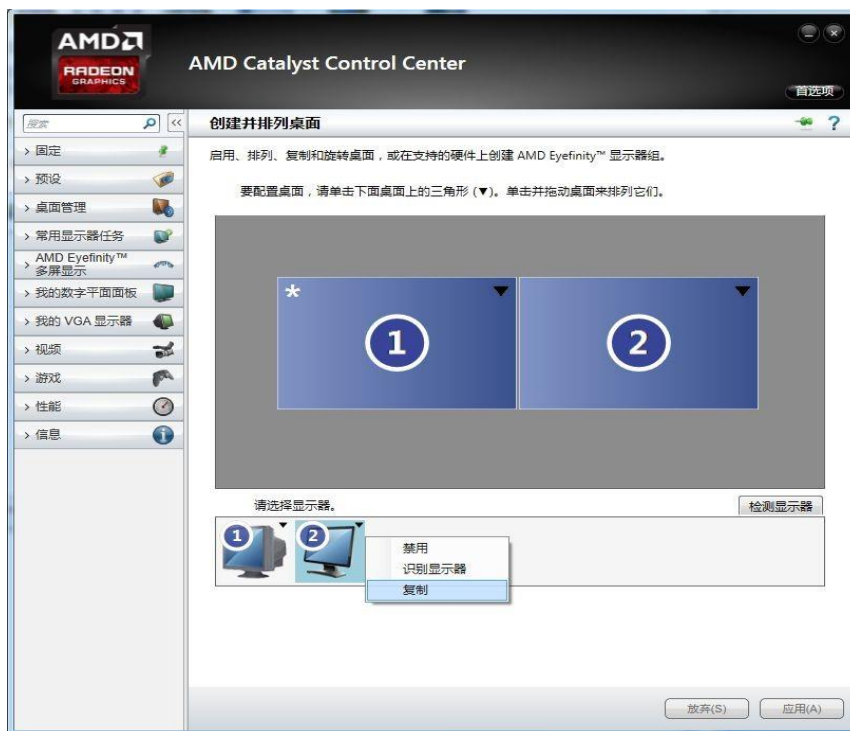 AMD
RADEON
GRAPHICS
AMD Catalyst Control Center
首选项
搜索
<<
创建并排列桌面
?
> 固定
> 预设
> 桌面管理
> 常用显示器任务
> AMD Eyefinity™
多屏显示
> 我的数字平面面板
> 我的 VGA 显示器
> 视频
> 游戏
> 性能
> 信息
启用、排列、复制和旋转桌面，或在支持的硬件上创建 AMD Eyefinity™ 显示器组。
要配置桌面，请单击下面桌面上的三角形 (▼)。单击并拖动桌面来排列它们。
* 1 2
请选择显示器。
检测显示器
1 2
禁用
识别显示器
复制
放弃(S) 应用(A)